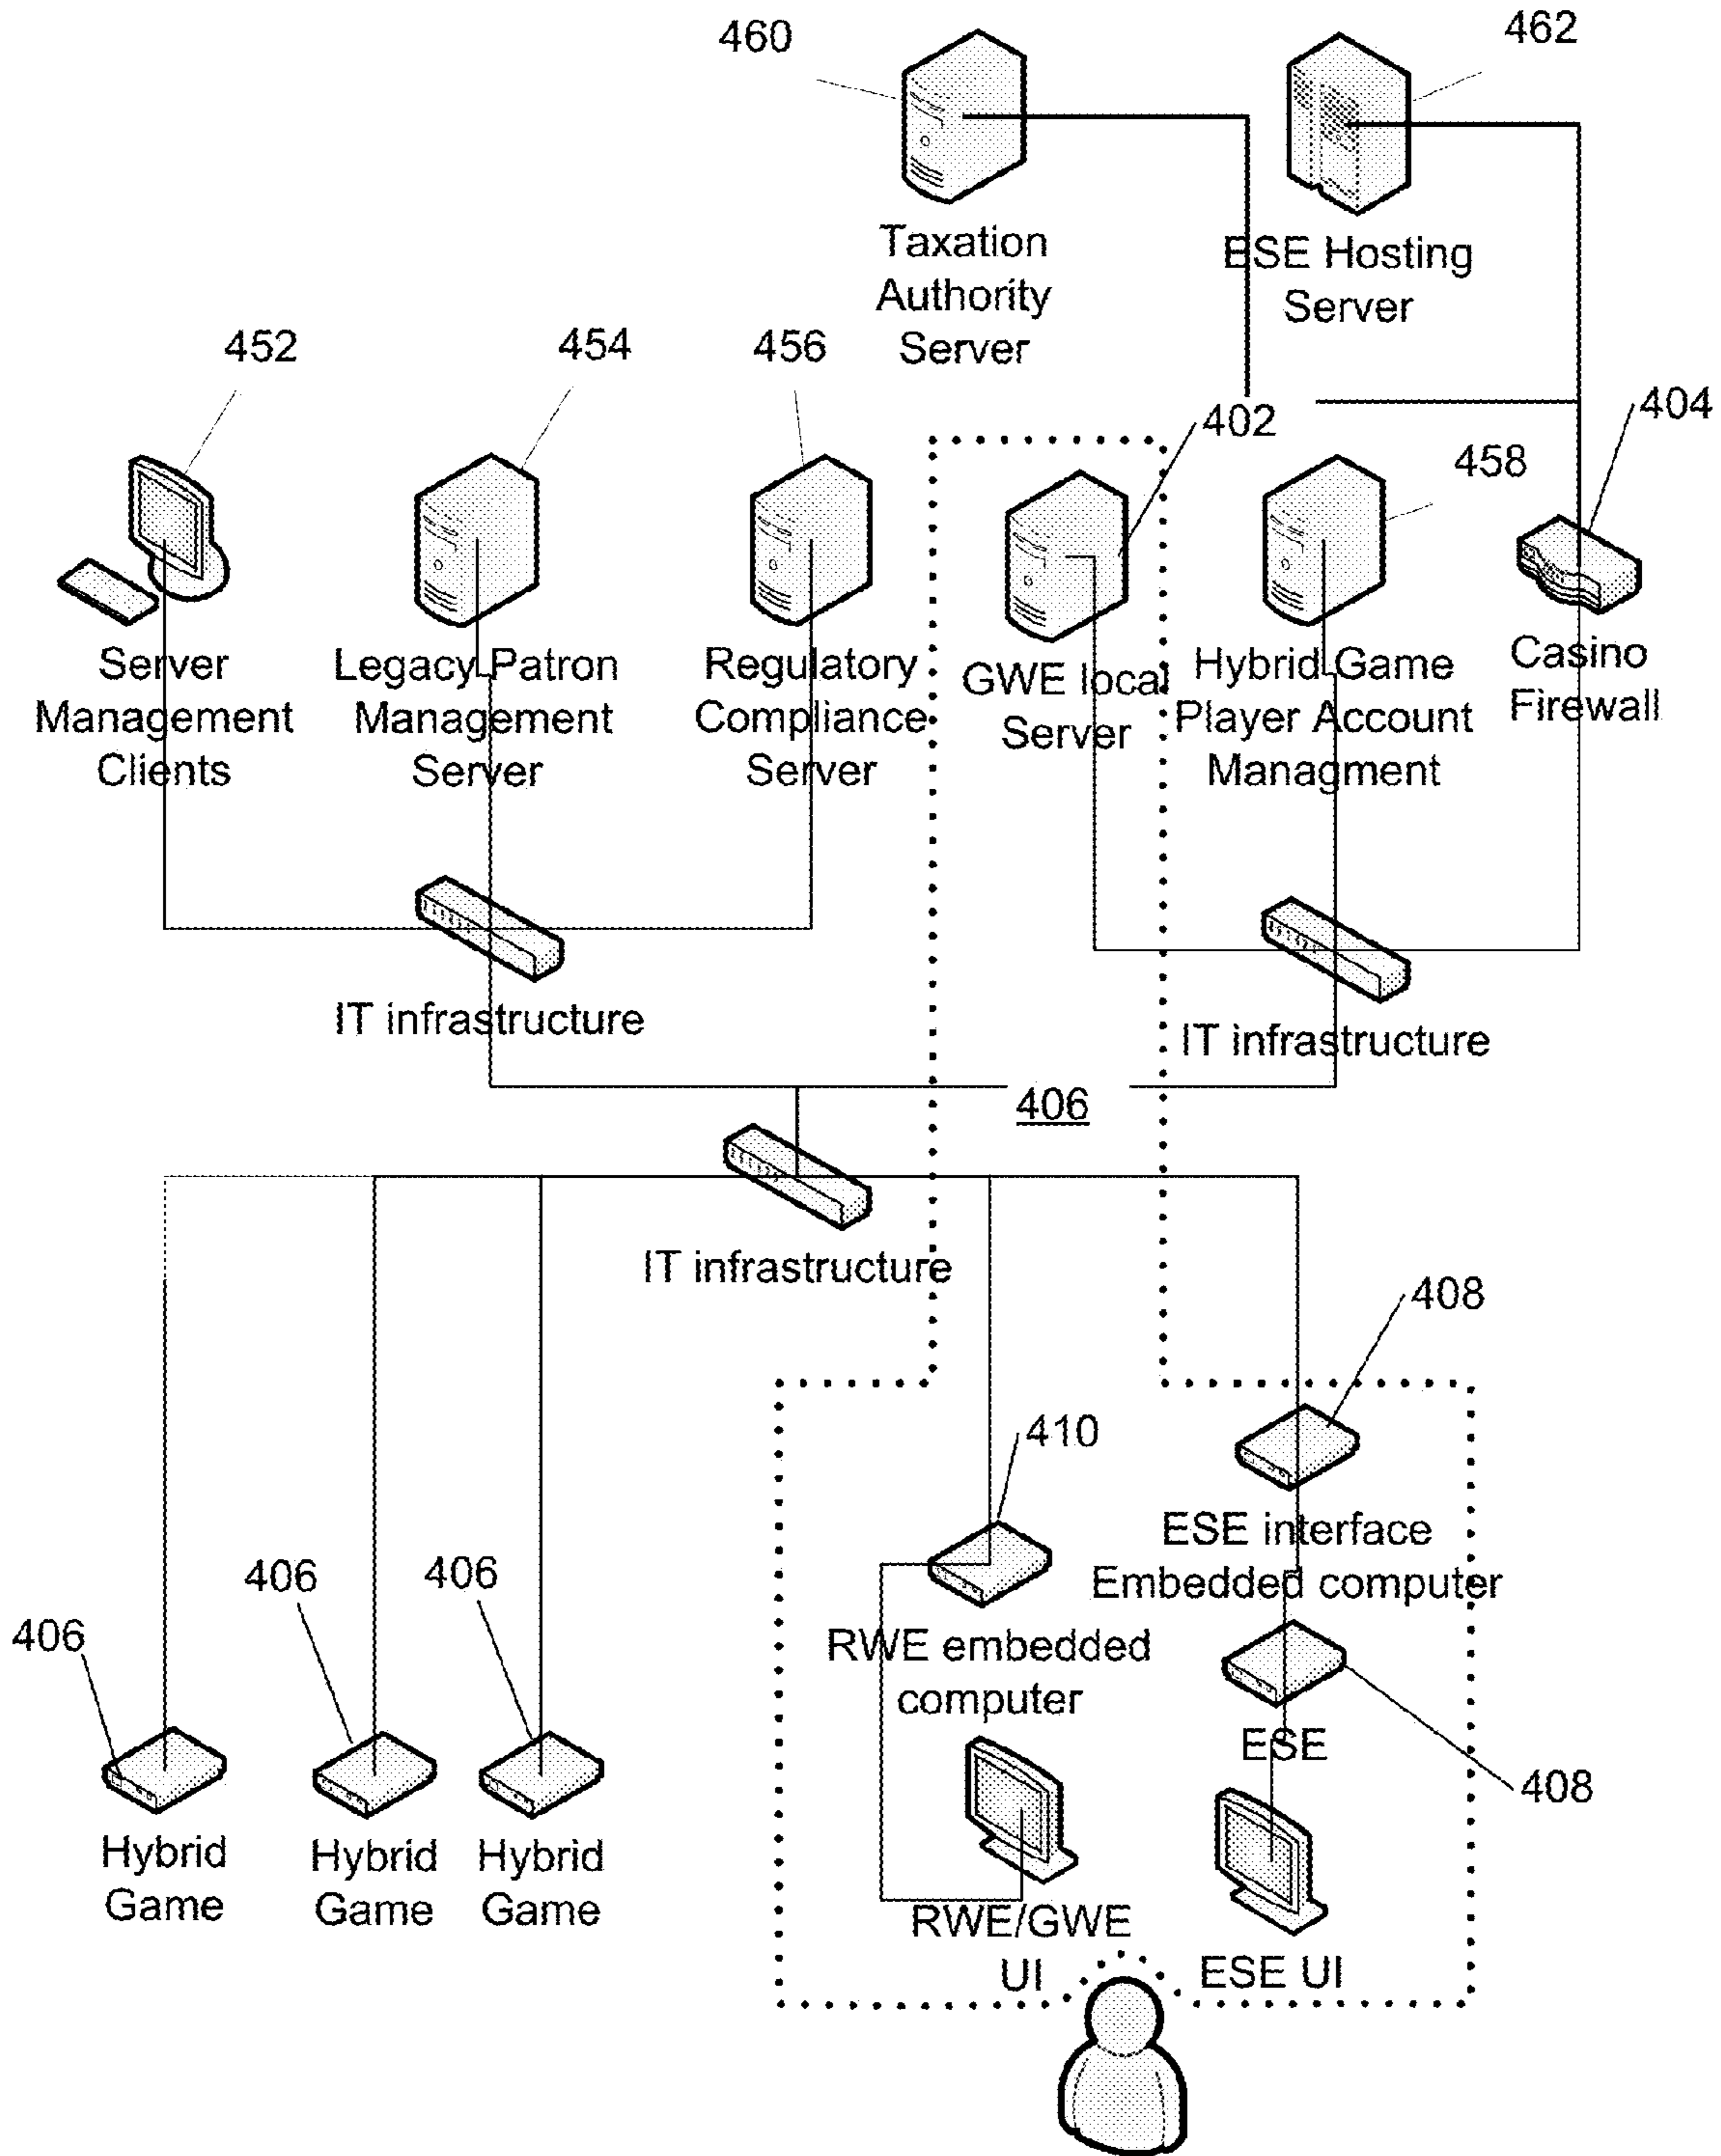 460
462
Taxation
Authority
Server
ESE Hosting
Server
452
454
456
402
404
458
Server
Management
Clients
Legacy Patron
Management
Server
Regulatory
Compliance
Server
GWE local
Server
Hybrid Game
Player Account
Managment
Casino
Firewall
IT infrastructure
IT infrastructure
406
IT infrastructure
408
410
ESE interface
Embedded computer
406
406
406
RWE embedded
computer
ESE
408
Hybrid
Game
Hybrid
Game
Hybrid
Game
RWE/GWE
UI
ESE UI